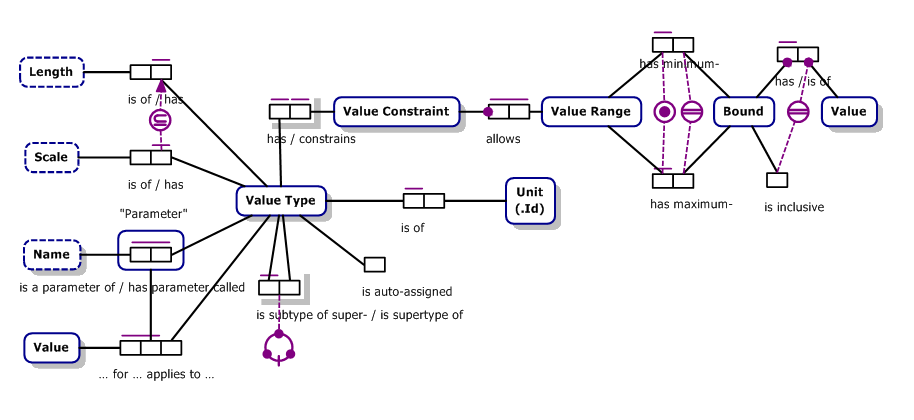 has minimum-
Length
has / is of
is of / has
Value Constraint
Value Range
Bound
Value
has / constrains
allows
Scale
is of / has
has maximum-
is inclusive
Value Type
Unit
(.Id)
"Parameter"
is of
Name
is a parameter of / has parameter called
is auto-assigned
is subtype of super- / is supertype of
Value
... for ... applies to ...